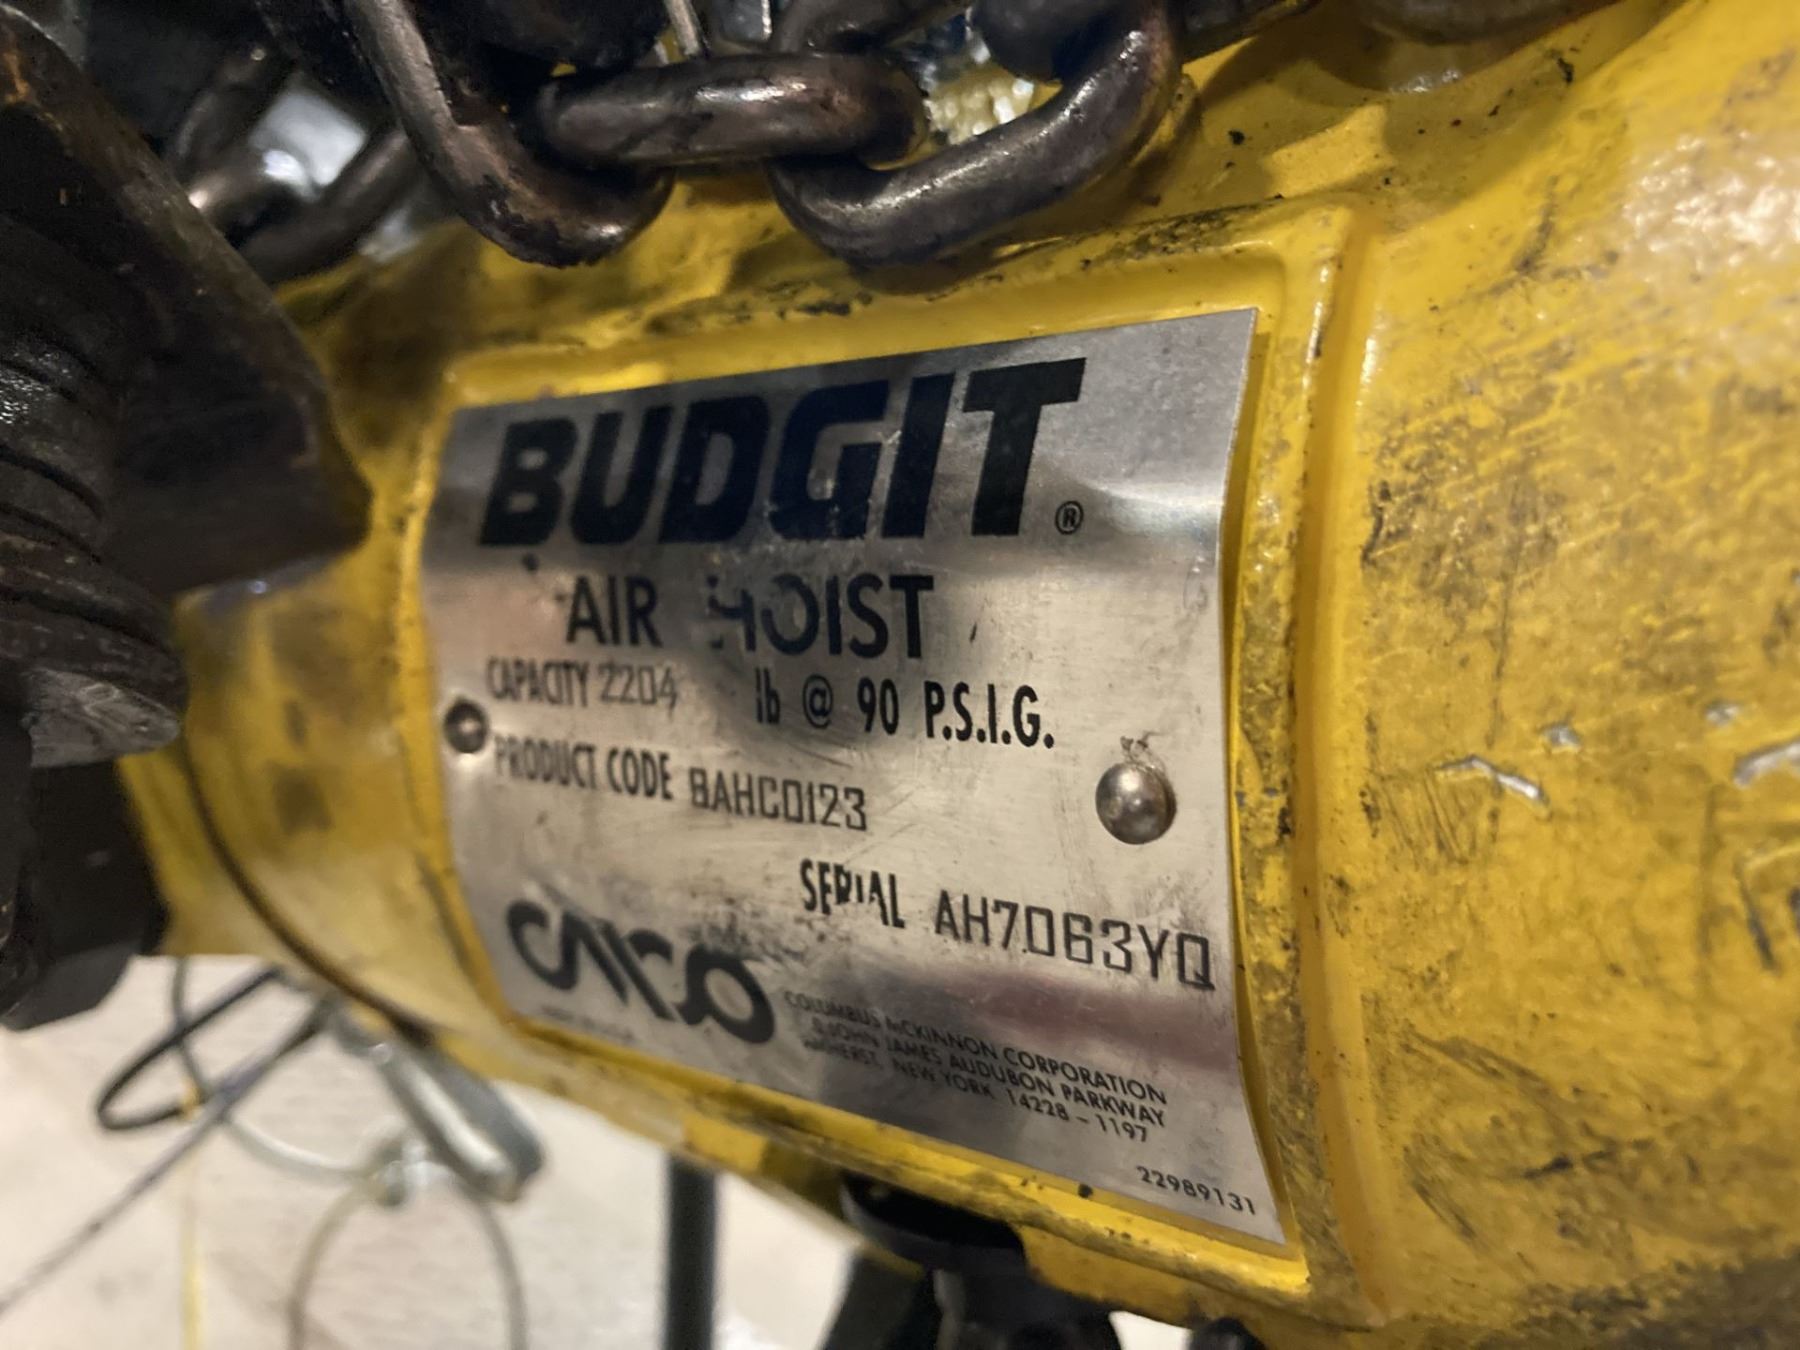 BUDGIT®
AIR HOIST
CAPACITY 2204 lb @ 90 P.S.I.G.
PRODUCT CODE BAHC0123
SERIAL AH7063YQ
COLUMBUS McKINNON CORPORATION
JOHN JAMES AUDUBON PARKWAY
AMHERST, NEW YORK 14228-1197
22989131